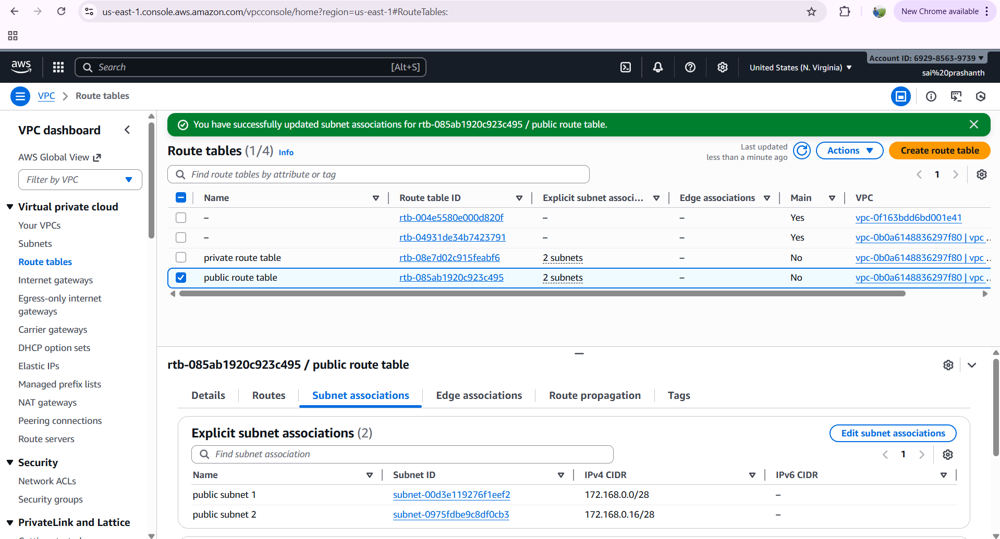 us-east-1.console.aws.amazon.com/vpcconsole/home?region=us-east-1#RouteTables:
New Chrome available
aws
Search [Alt+S]
United States (N. Virginia)
Account ID: 6929-8563-9739
sai%20prashanth
VPC Route tables
VPC dashboard
AWS Global View
Filter by VPC
Virtual private cloud
Your VPCs
Subnets
Route tables
Internet gateways
Egress-only internet
gateways
Carrier gateways
DHCP option sets
Elastic IPs
Managed prefix lists
NAT gateways
Peering connections
Route servers
Security
Network ACLs
Security groups
PrivateLink and Lattice
You have successfully updated subnet associations for rtb-085ab1920c923c495 / public route table.
Route tables (1/4) Info
Last updated
less than a minute ago
Actions
Create route table
Find route tables by attribute or tag
1
Name Route table ID Explicit subnet associ... Edge associations Main VPC
– rtb-004e5580e000d820f – – Yes vpc-0f163bdd6bd001e41
– rtb-04931de34b7423791 – – Yes vpc-0b0a6148836297f80 | vpc ..
private route table rtb-08e7d02c915feabf6 2 subnets – No vpc-0b0a6148836297f80 | vpc ..
public route table rtb-085ab1920c923c495 2 subnets – No vpc-0b0a6148836297f80 | vpc ..
rtb-085ab1920c923c495 / public route table
Details Routes Subnet associations Edge associations Route propagation Tags
Explicit subnet associations (2)
Edit subnet associations
Find subnet association
1
Name Subnet ID IPv4 CIDR IPv6 CIDR
public subnet 1 subnet-00d3e119276f1eef2 172.168.0.0/28 –
public subnet 2 subnet-0975fdbe9c8df0cb3 172.168.0.16/28 –